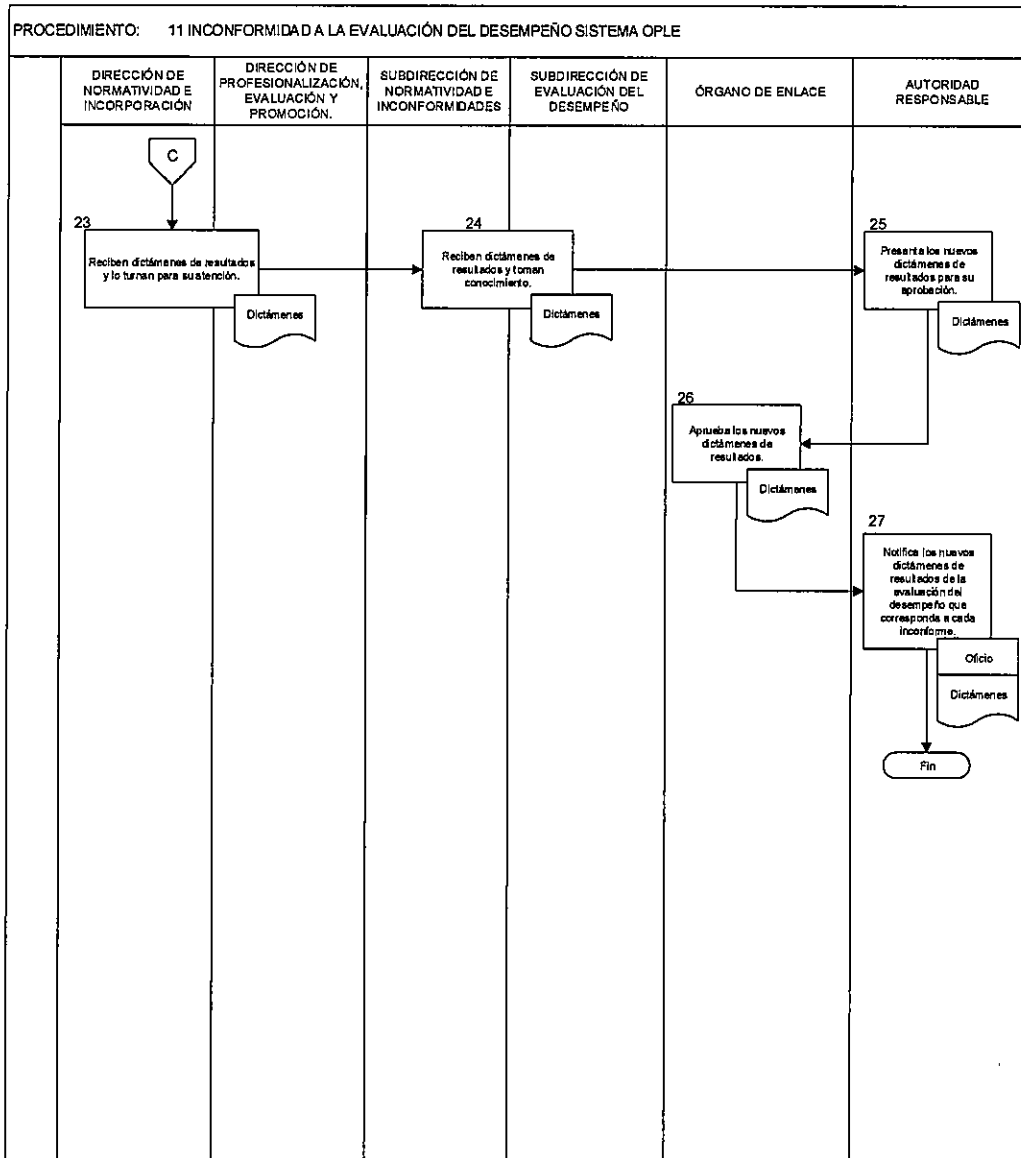 PROCEDIMIENTO: 11 INCONFORMIDAD A LA EVALUACIÓN DEL DESEMPEÑO SISTEMA OPLE
DIRECCIÓN DE
NORMATIVIDAD E
INCORPORACIÓN
DIRECCIÓN DE
PROFESIONALIZACIÓN,
EVALUACIÓN Y
PROMOCIÓN.
SUBDIRECCIÓN DE
NORMATIVIDAD E
INCONFORMIDADES
SUBDIRECCIÓN DE
EVALUACIÓN DEL
DESEMPEÑO
ÓRGANO DE ENLACE
AUTORIDAD
RESPONSABLE
C
23
Reciben dictámenes de resultados
y lo turnan para su atención.
Dictámenes
24
Reciben dictámenes de
resultados y toman
conocimiento.
Dictámenes
25
Presenta los nuevos
dictámenes de
resultados para su
aprobación.
Dictámenes
26
Aprueba los nuevos
dictámenes de
resultados.
Dictámenes
27
Notifica los nuevos
dictámenes de
resultados de la
evaluación del
desempeño que
corresponda a cada
inconforme.
Oficio
Dictámenes
Fin